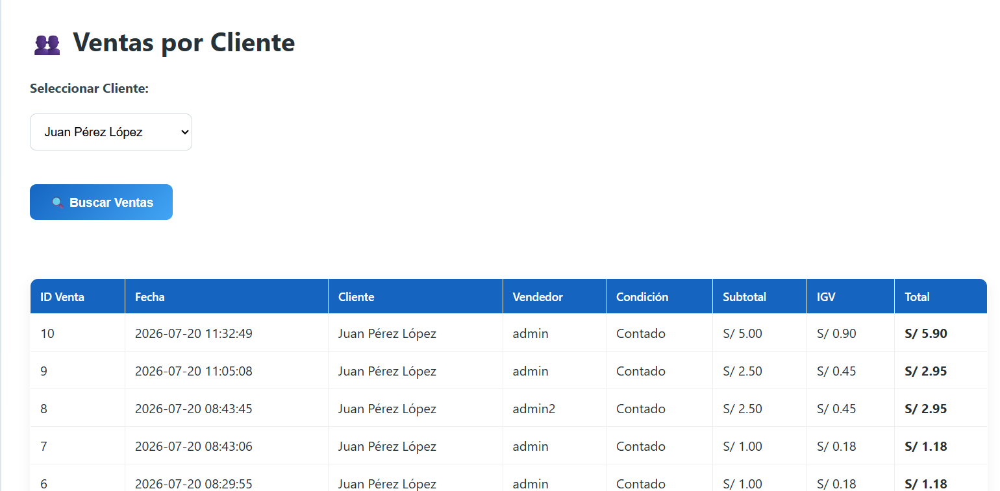 Ventas por Cliente
Seleccionar Cliente:
Juan Pérez López
Buscar Ventas
ID Venta Fecha Cliente Vendedor Condición Subtotal IGV Total
10 2026-07-20 11:32:49 Juan Pérez López admin Contado S/ 5.00 S/ 0.90 S/ 5.90
9 2026-07-20 11:05:08 Juan Pérez López admin Contado S/ 2.50 S/ 0.45 S/ 2.95
8 2026-07-20 08:43:45 Juan Pérez López admin2 Contado S/ 2.50 S/ 0.45 S/ 2.95
7 2026-07-20 08:43:06 Juan Pérez López admin Contado S/ 1.00 S/ 0.18 S/ 1.18
6 2026-07-20 08:29:55 Juan Pérez López admin Contado S/ 1.00 S/ 0.18 S/ 1.18